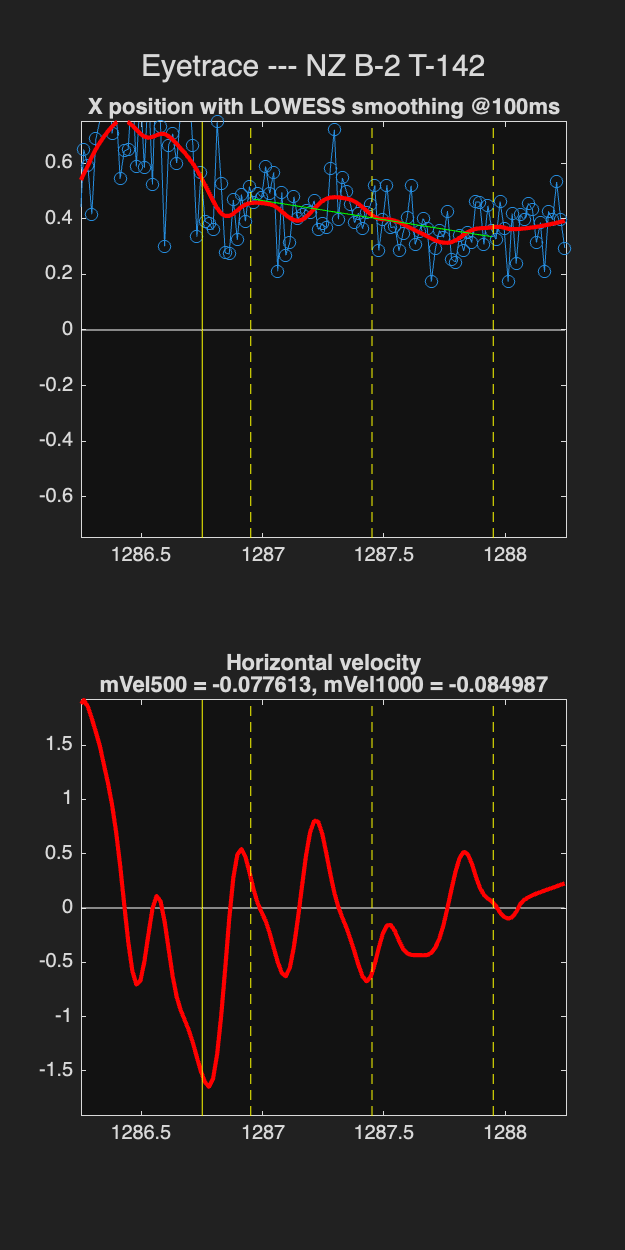 Eyetrace --- NZ B-2 T-142
X position with LOWESS smoothing @100ms
0.6
0.4
0.2
0
-0.2
-0.4
-0.6
1286.5 1287 1287.5 1288
Horizontal velocity
mVel500 = -0.077613, mVel1000 = -0.084987
1.5
1
0.5
0
-0.5
-1
-1.5
1286.5 1287 1287.5 1288